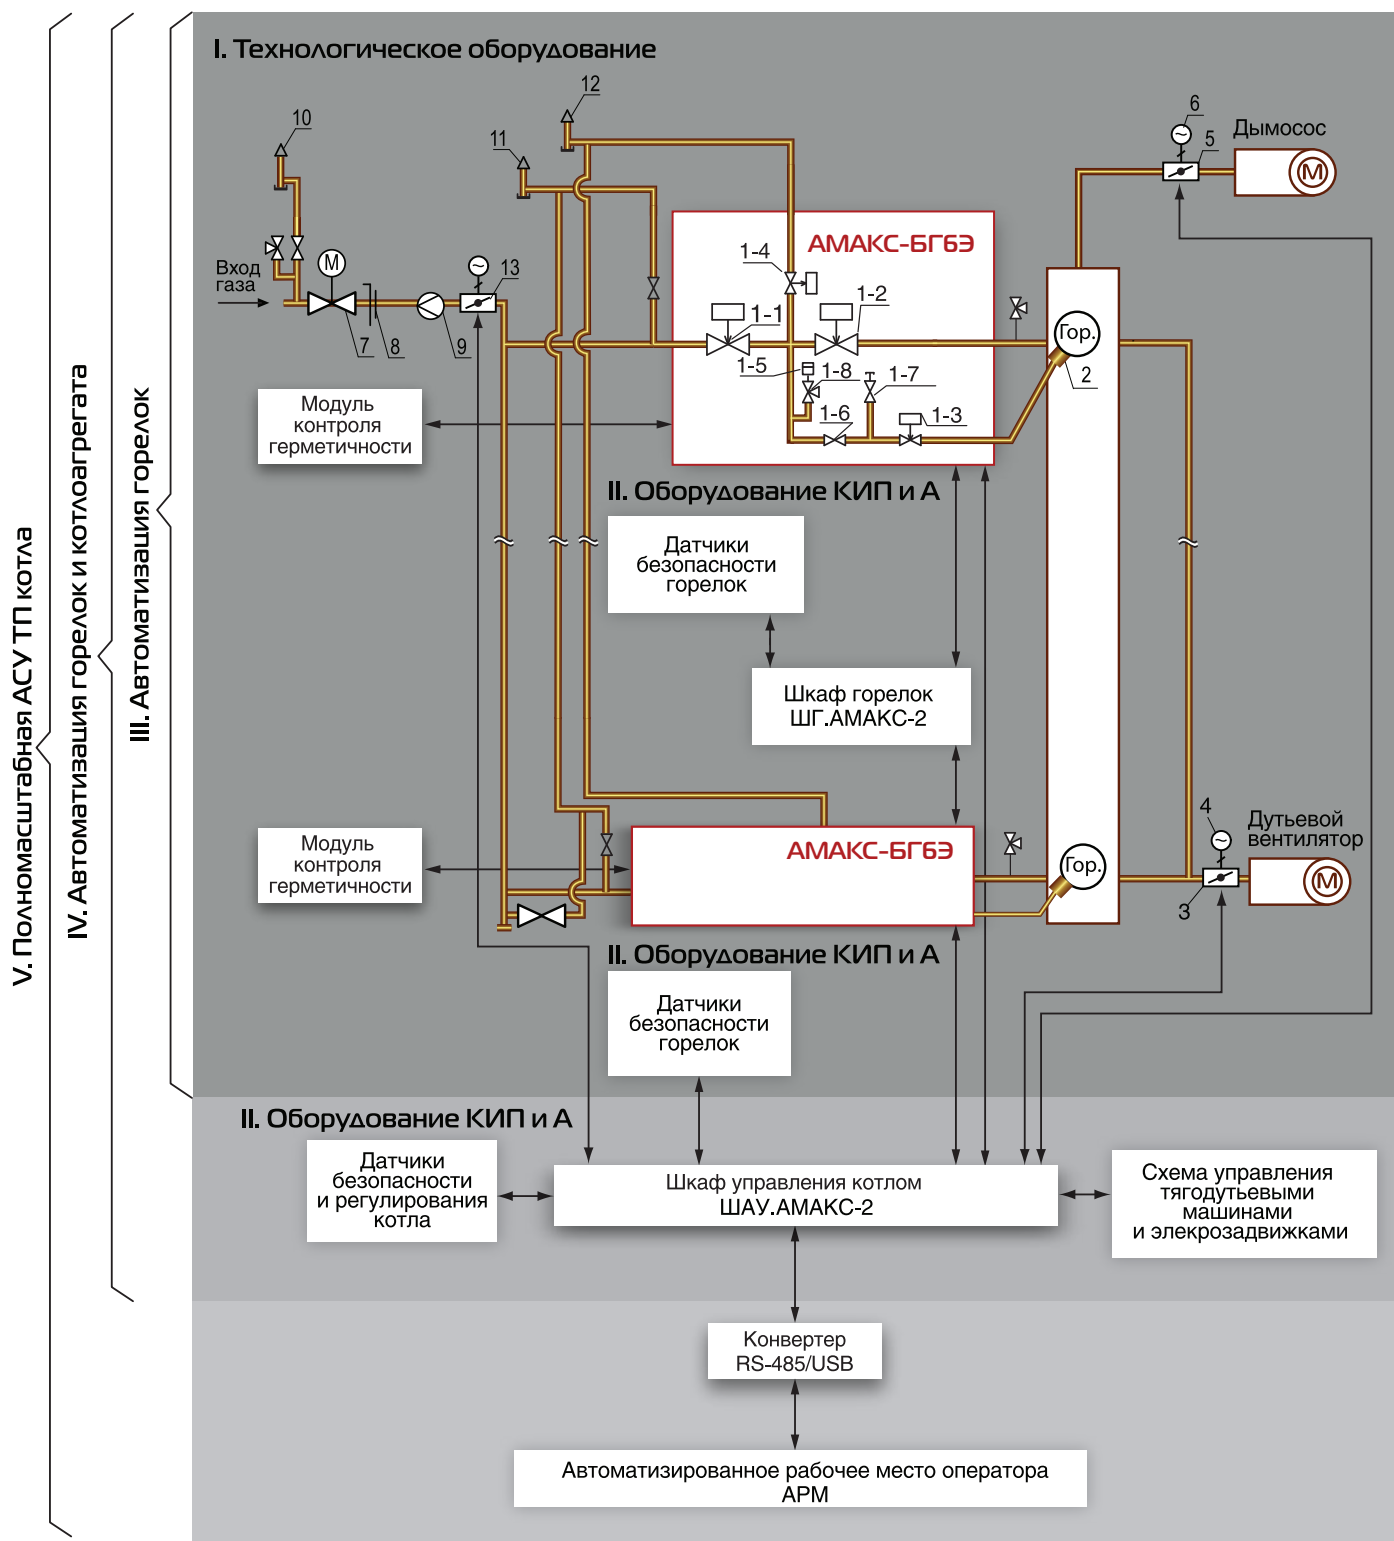 I. Технологическое оборудование
12
10
11
6
5
Дымосос
М
АМАКС-БГ6Э
1-4
Вход
газа
М
13
1-1
1-2
7
8
9
Гор.
2
1-5
1-8
1-7
1-6
1-3
Модуль
контроля
герметичности
II. Оборудование КИП и А
Датчики
безопасности
горелок
Шкаф горелок
ШГ.АМАКС-2
4
Дутьевой
вентилятор
Модуль
контроля
герметичности
АМАКС-БГ6Э
Гор.
М
3
II. Оборудование КИП и А
Датчики
безопасности
горелок
II. Оборудование КИП и А
Датчики
безопасности
и регулирования
котла
Шкаф управления котлом
ШАУ.АМАКС-2
Схема управления
тягодутьевыми
машинами
и элекрозадвижками
Конвертер
RS-485/USB
Автоматизированное рабочее место оператора
АРМ
III. Автоматизация горелок
IV. Автоматизация горелок и котлоагрегата
V. Полномасштабная АСУ ТП котла